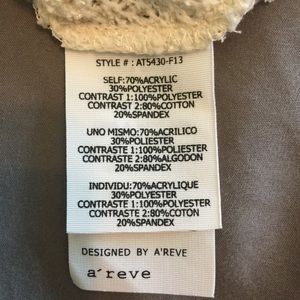 STYLE # : AT5430-F13
SELF:70%ACRYLIC
30%POLYESTER
CONTRAST 1:100%POLYESTER
CONTRAST 2:80%COTTON
20%SPANDEX
UNO MISMO:70%ACRILICO
30%POLIESTER
CONTRASTE 1:100%POLIESTER
CONTRASTE 2:80%ALGODON
20%SPANDEX
INDIVIDU:70%ACRYLIQUE
30%POLYESTER
CONTRAST 1:100%POLYESTER
CONTRAST 2:80%COTON
20%SPANDEX
DESIGNED BY A'REVE
a'reve